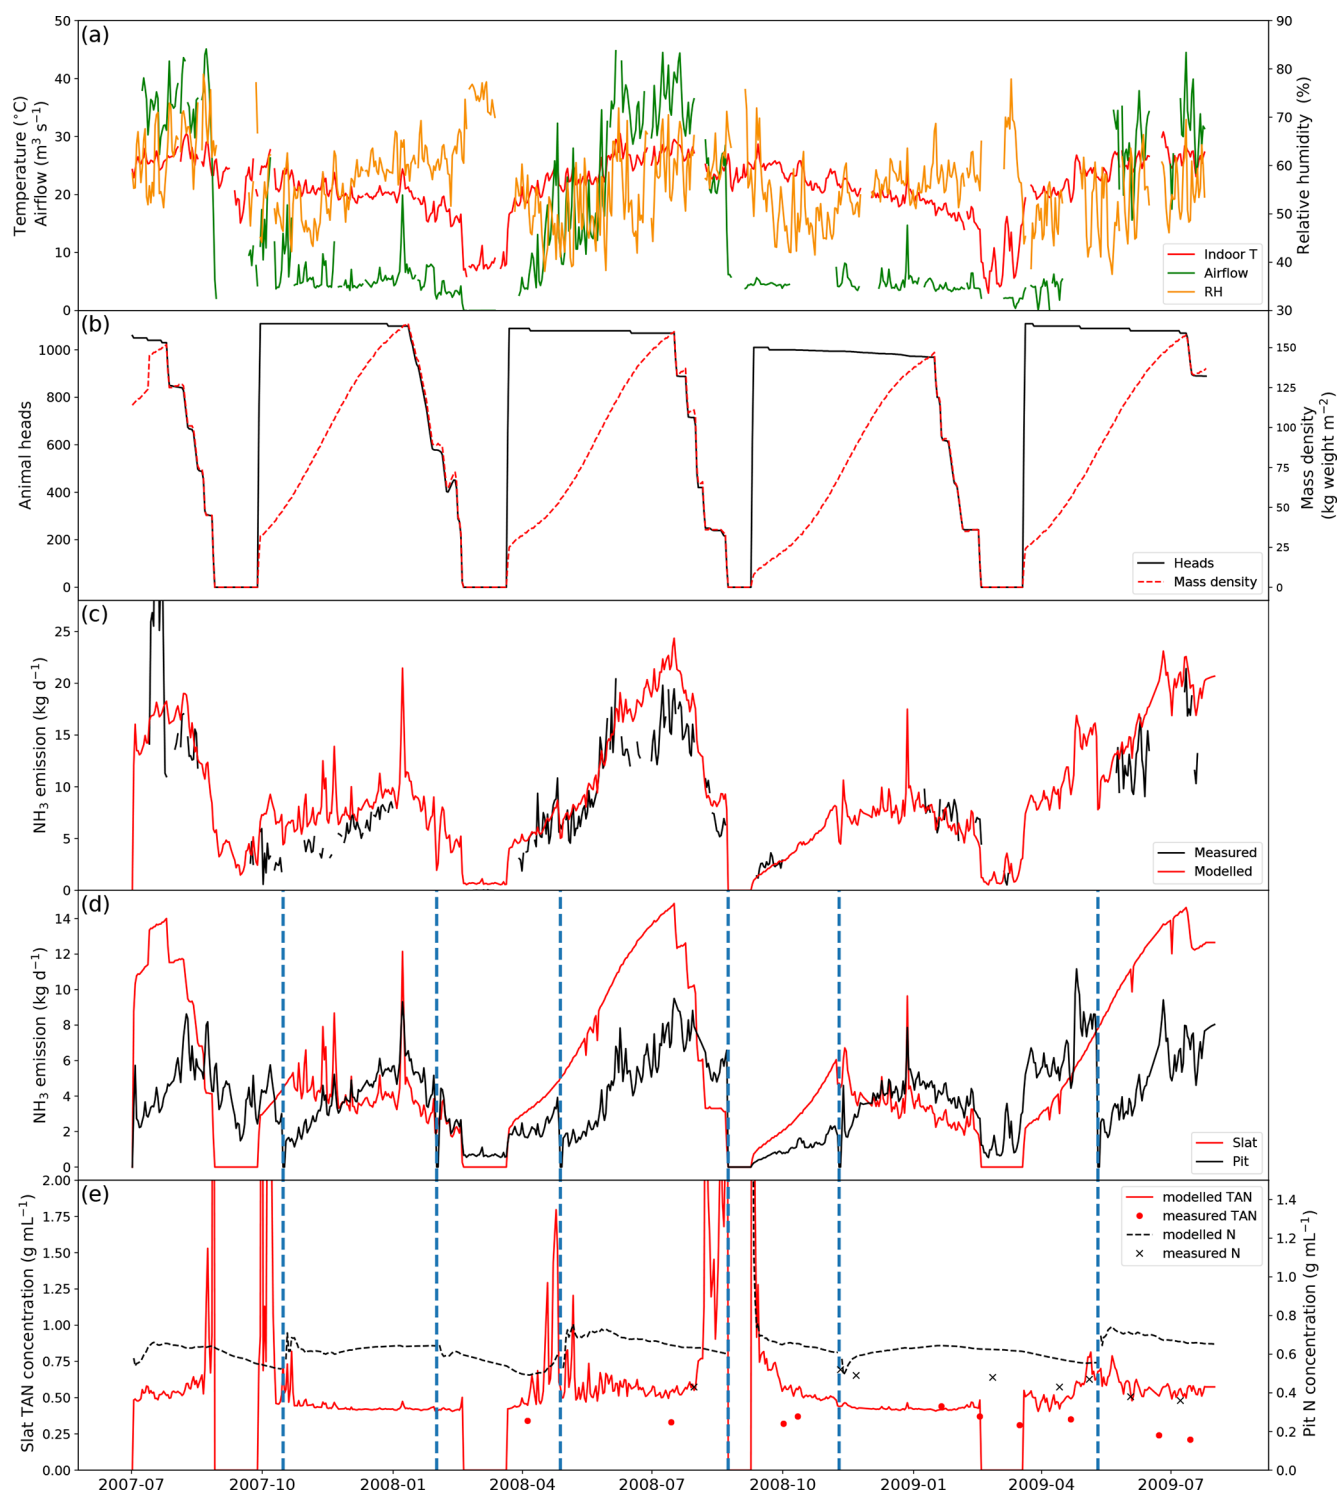 (a)
50
40
30
20
10
0
Temperature (°C)
Airflow (m³ s⁻¹)
90
80
70
60
50
40
30
Relative humidity (%)
Indoor T
Airflow
RH
(b)
1000
800
600
400
200
0
Animal heads
150
125
100
75
50
25
0
Mass density
(kg weight m⁻²)
Heads
Mass density
(c)
25
20
15
10
5
0
NH₃ emission (kg d⁻¹)
Measured
Modelled
(d)
14
12
10
8
6
4
2
0
NH₃ emission (kg d⁻¹)
Slat
Pit
(e)
2.00
1.75
1.50
1.25
1.00
0.75
0.50
0.25
0.00
Slat TAN concentration (g mL⁻¹)
1.4
1.2
1.0
0.8
0.6
0.4
0.2
0.0
Pit N concentration (g mL⁻¹)
modelled TAN
measured TAN
modelled N
measured N
2007-07 2007-10 2008-01 2008-04 2008-07 2008-10 2009-01 2009-04 2009-07